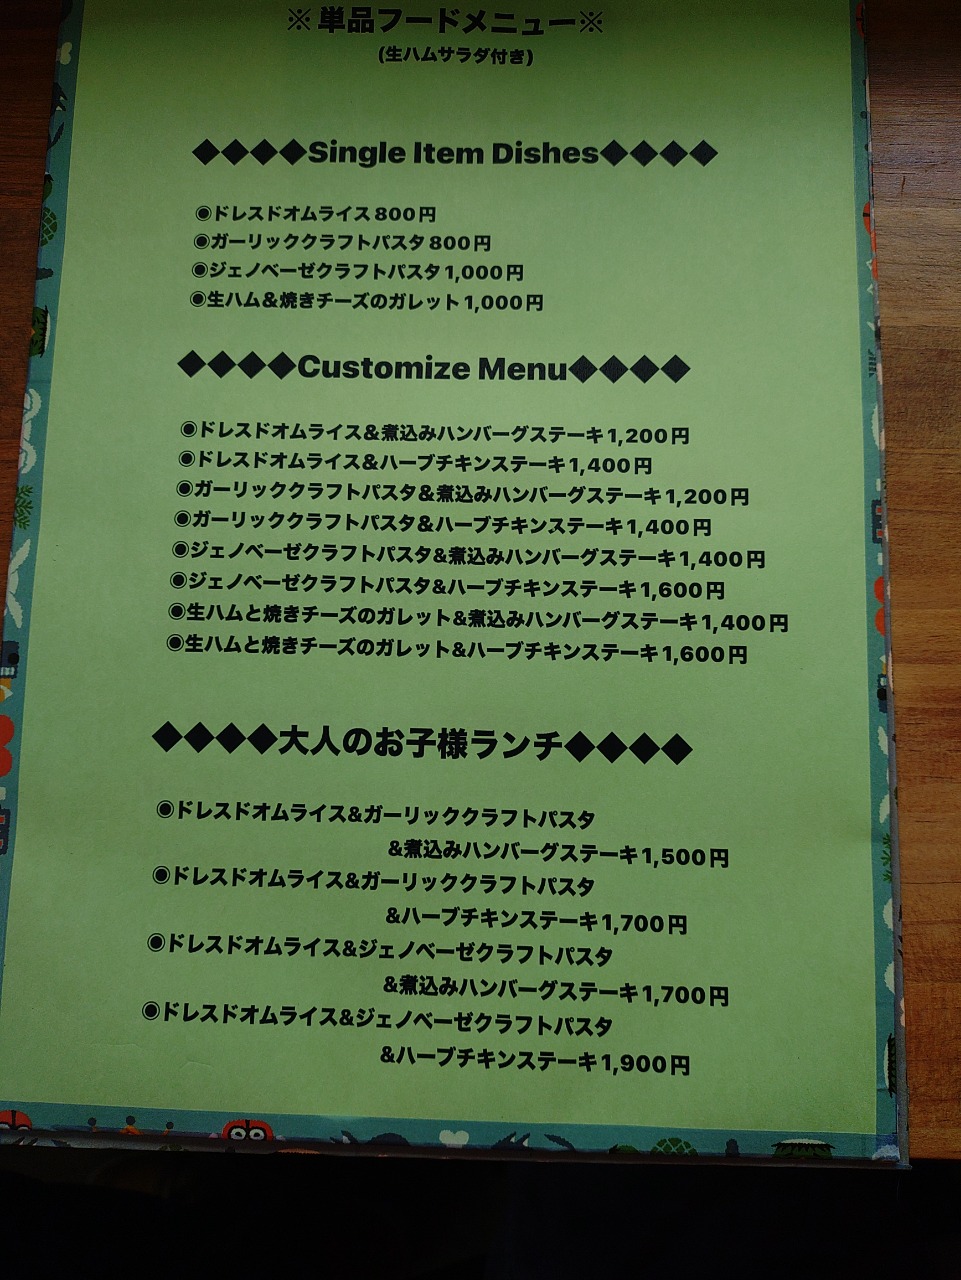 ※単品フードメニュー※
(生ハムサラダ付き)
◆◆◆◆Single Item Dishes◆◆◆◆
◉ドレスドオムライス800円
◉ガーリッククラフトパスタ800円
◉ジェノベーゼクラフトパスタ1,000円
◉生ハム&焼きチーズのガレット1,000円
◆◆◆◆Customize Menu◆◆◆◆
◉ドレスドオムライス&煮込みハンバーグステーキ1,200円
◉ドレスドオムライス&ハーブチキンステーキ1,400円
◉ガーリッククラフトパスタ&煮込みハンバーグステーキ1,200円
◉ガーリッククラフトパスタ&ハーブチキンステーキ1,400円
◉ジェノベーゼクラフトパスタ&煮込みハンバーグステーキ1,400円
◉ジェノベーゼクラフトパスタ&ハーブチキンステーキ1,600円
◉生ハムと焼きチーズのガレット&煮込みハンバーグステーキ1,400円
◉生ハムと焼きチーズのガレット&ハーブチキンステーキ1,600円
◆◆◆◆大人のお子様ランチ◆◆◆◆
◉ドレスドオムライス&ガーリッククラフトパスタ
&煮込みハンバーグステーキ1,500円
◉ドレスドオムライス&ガーリッククラフトパスタ
&ハーブチキンステーキ1,700円
◉ドレスドオムライス&ジェノベーゼクラフトパスタ
&煮込みハンバーグステーキ1,700円
◉ドレスドオムライス&ジェノベーゼクラフトパスタ
&ハーブチキンステーキ1,900円